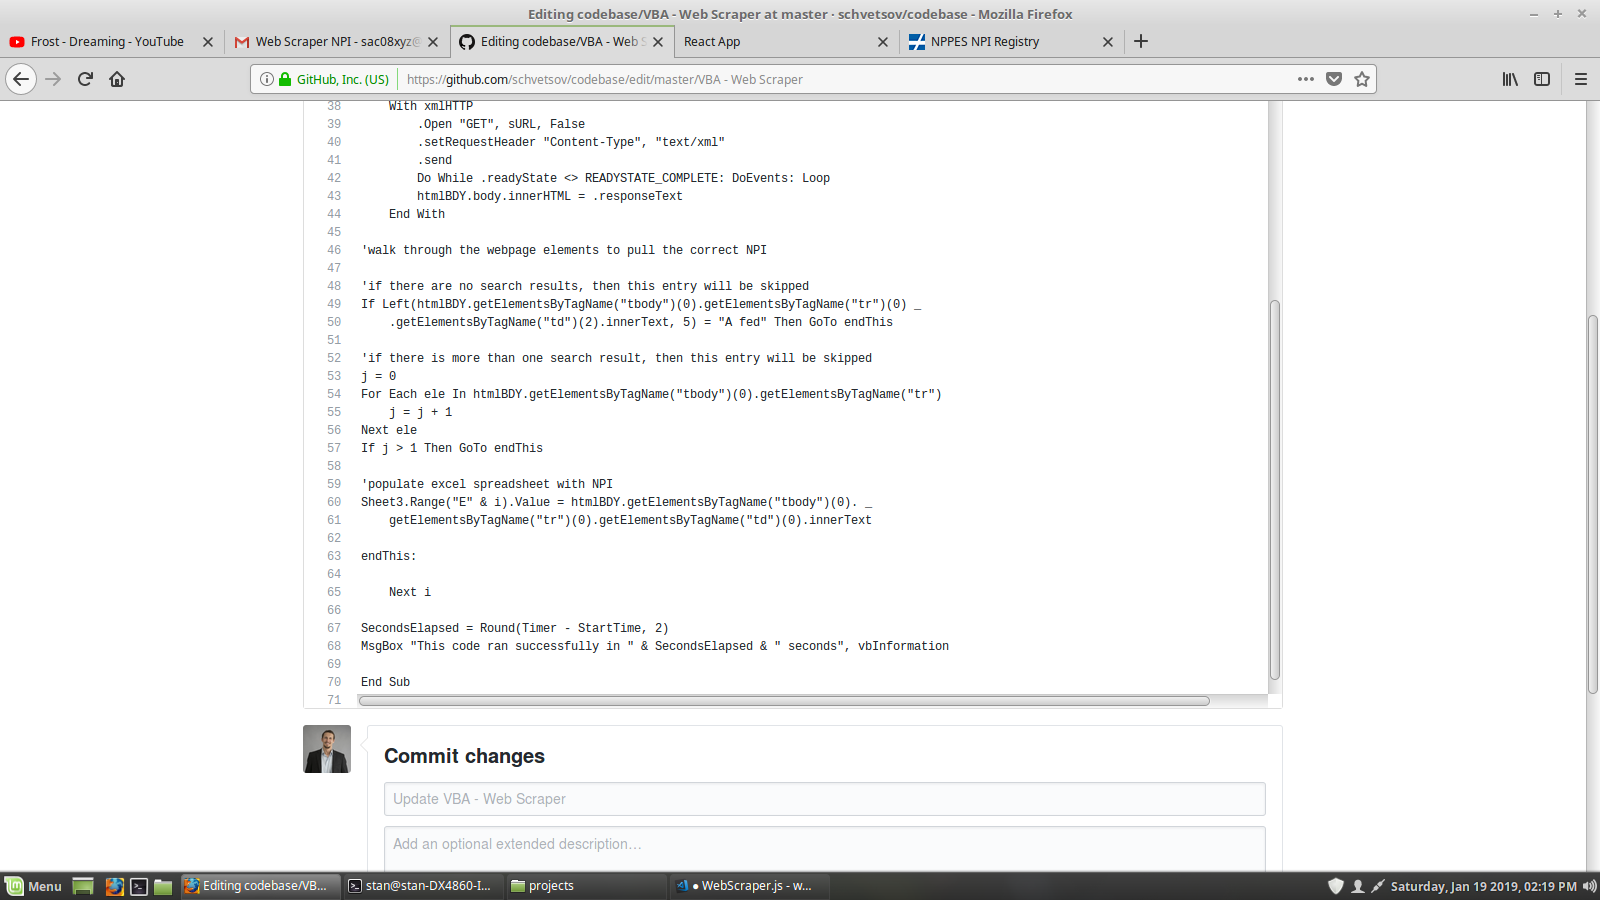 Editing codebase/VBA - Web Scraper at master · schvetsov/codebase - Mozilla Firefox
Frost - Dreaming - YouTube
Web Scraper NPI - sac08xyz@
Editing codebase/VBA - Web S
React App
NPPES NPI Registry
GitHub, Inc. (US)
https://github.com/schvetsov/codebase/edit/master/VBA - Web Scraper
38     With xmlHTTP
39         .Open "GET", sURL, False
40         .setRequestHeader "Content-Type", "text/xml"
41         .send
42         Do While .readyState <> READYSTATE_COMPLETE: DoEvents: Loop
43         htmlBDY.body.innerHTML = .responseText
44     End With
45
46 'walk through the webpage elements to pull the correct NPI
47
48 'if there are no search results, then this entry will be skipped
49 If Left(htmlBDY.getElementsByTagName("tbody")(0).getElementsByTagName("tr")(0) _
50     .getElementsByTagName("td")(2).innerText, 5) = "A fed" Then GoTo endThis
51
52 'if there is more than one search result, then this entry will be skipped
53 j = 0
54 For Each ele In htmlBDY.getElementsByTagName("tbody")(0).getElementsByTagName("tr")
55     j = j + 1
56 Next ele
57 If j > 1 Then GoTo endThis
58
59 'populate excel spreadsheet with NPI
60 Sheet3.Range("E" & i).Value = htmlBDY.getElementsByTagName("tbody")(0). _
61     getElementsByTagName("tr")(0).getElementsByTagName("td")(0).innerText
62
63 endThis:
64
65     Next i
66
67 SecondsElapsed = Round(Timer - StartTime, 2)
68 MsgBox "This code ran successfully in " & SecondsElapsed & " seconds", vbInformation
69
70 End Sub
71
Commit changes
Update VBA - Web Scraper
Add an optional extended description…
Menu
Editing codebase/VB...
stan@stan-DX4860-I...
projects
● WebScraper.js - w...
Saturday, Jan 19 2019, 02:19 PM